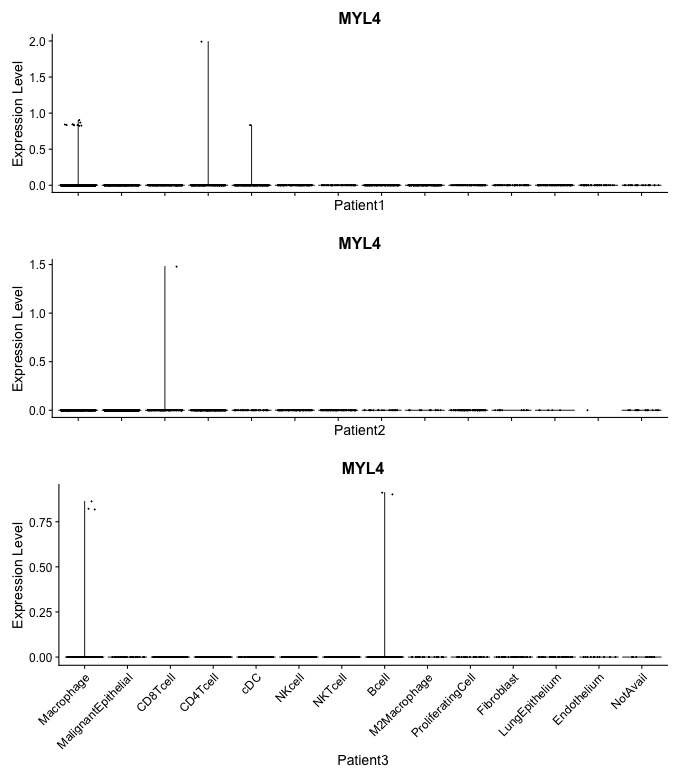 MYL4
Expression Level
2.0
1.5
1.0
0.5
0.0
Patient1
MYL4
Expression Level
1.5
1.0
0.5
0.0
Patient2
MYL4
Expression Level
0.75
0.50
0.25
0.00
Macrophage
MalignantEpithelial
CD8Tcell
CD4Tcell
cDC
NKcell
NKTcell
Bcell
M2Macrophage
ProliferatingCell
Fibroblast
LungEpithelium
Endothelium
NotAvail
Patient3